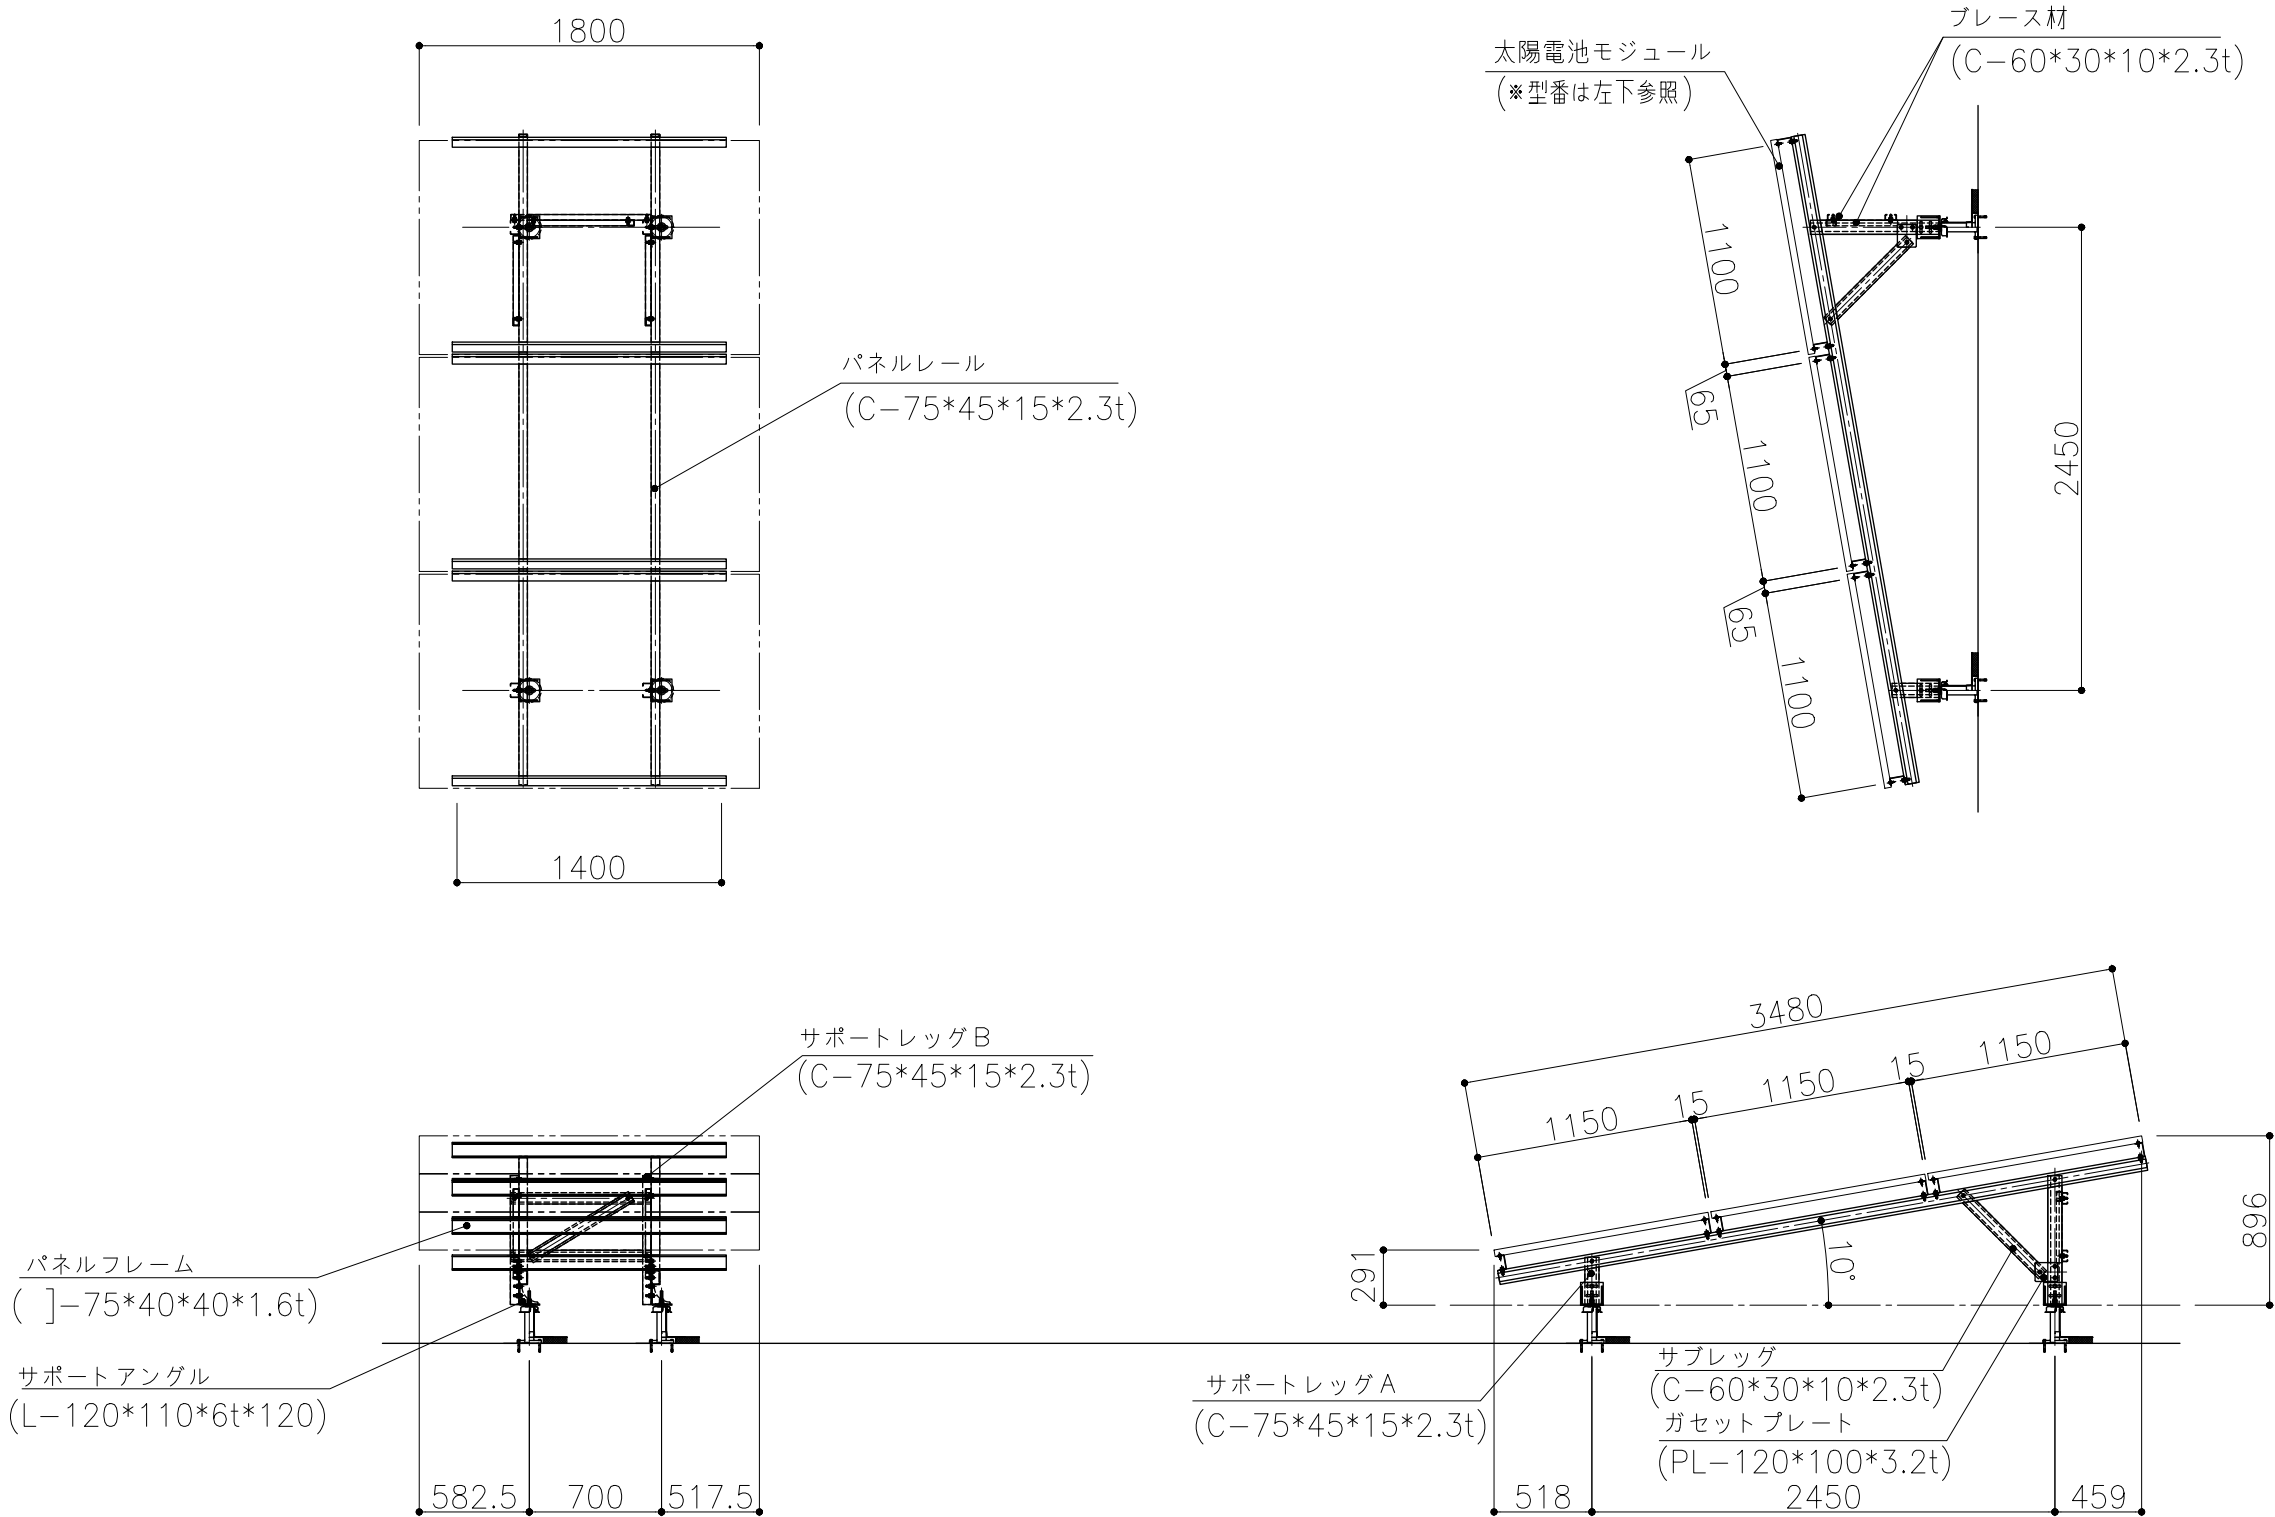 1800
太陽電池モジュール
(※型番は左下参照)
ブレース材
(C-60*30*10*2.3t)
1100
65
1100
65
1100
2450
パネルレール
(C-75*45*15*2.3t)
1400
サポートレッグB
(C-75*45*15*2.3t)
パネルフレーム
( ]-75*40*40*1.6t)
サポートアングル
(L-120*110*6t*120)
582.5
700
517.5
3480
1150
15
1150
15
1150
291
10°
896
サポートレッグA
(C-75*45*15*2.3t)
サブレッグ
(C-60*30*10*2.3t)
ガセットプレート
(PL-120*100*3.2t)
518
2450
459